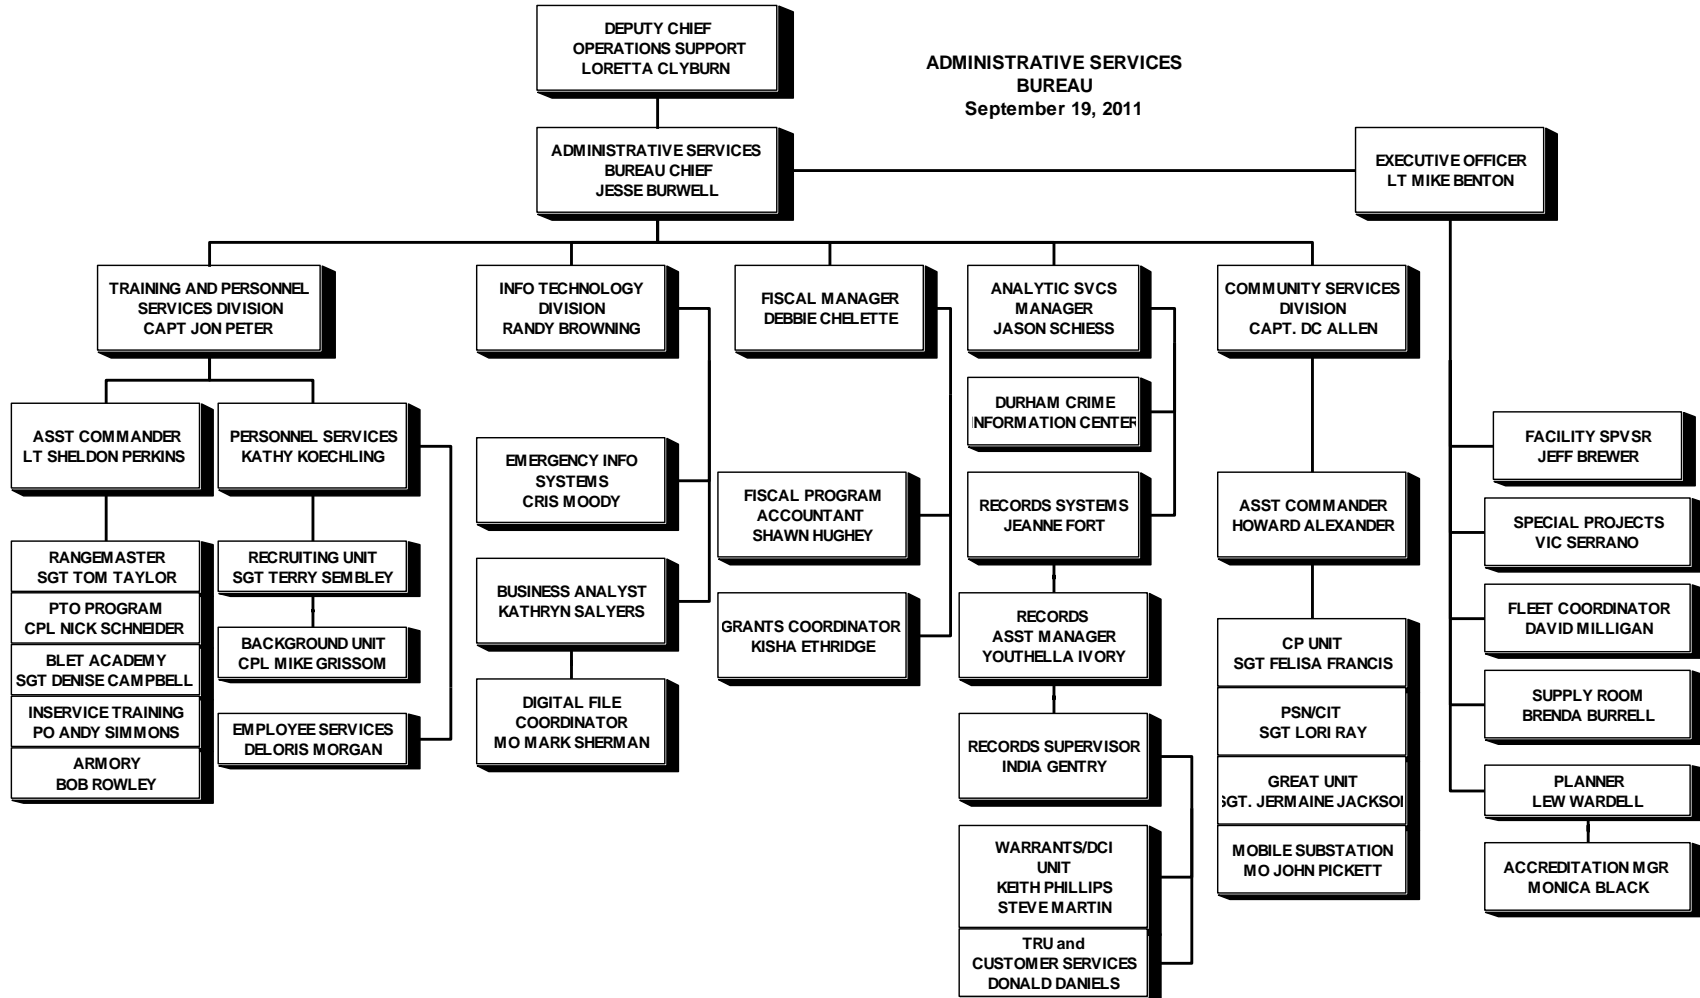 DEPUTY CHIEF
OPERATIONS SUPPORT
LORETTA CLYBURN
ADMINISTRATIVE SERVICES
BUREAU
September 19, 2011
ADMINISTRATIVE SERVICES
BUREAU CHIEF
JESSE BURWELL
EXECUTIVE OFFICER
LT MIKE BENTON
TRAINING AND PERSONNEL
SERVICES DIVISION
CAPT JON PETER
INFO TECHNOLOGY
DIVISION
RANDY BROWNING
FISCAL MANAGER
DEBBIE CHELETTE
ANALYTIC SVCS
MANAGER
JASON SCHIESS
COMMUNITY SERVICES
DIVISION
CAPT. DC ALLEN
ASST COMMANDER
LT SHELDON PERKINS
RANGEMASTER
SGT TOM TAYLOR
PTO PROGRAM
CPL NICK SCHNEIDER
BLET ACADEMY
SGT DENISE CAMPBELL
INSERVICE TRAINING
PO ANDY SIMMONS
ARMORY
BOB ROWLEY
PERSONNEL SERVICES
KATHY KOECHLING
RECRUITING UNIT
SGT TERRY SEMBLEY
BACKGROUND UNIT
CPL MIKE GRISSOM
EMPLOYEE SERVICES
DELORIS MORGAN
EMERGENCY INFO
SYSTEMS
CRIS MOODY
BUSINESS ANALYST
KATHRYN SALYERS
DIGITAL FILE
COORDINATOR
MO MARK SHERMAN
FISCAL PROGRAM
ACCOUNTANT
SHAWN HUGHEY
GRANTS COORDINATOR
KISHA ETHRIDGE
DURHAM CRIME
INFORMATION CENTER
RECORDS SYSTEMS
JEANNE FORT
RECORDS
ASST MANAGER
YOUTHELLA IVORY
RECORDS SUPERVISOR
INDIA GENTRY
WARRANTS/DCI
UNIT
KEITH PHILLIPS
STEVE MARTIN
TRU and
CUSTOMER SERVICES
DONALD DANIELS
ASST COMMANDER
HOWARD ALEXANDER
CP UNIT
SGT FELISA FRANCIS
PSN/CIT
SGT LORI RAY
GREAT UNIT
SGT. JERMAINE JACKSON
MOBILE SUBSTATION
MO JOHN PICKETT
FACILITY SPVSR
JEFF BREWER
SPECIAL PROJECTS
VIC SERRANO
FLEET COORDINATOR
DAVID MILLIGAN
SUPPLY ROOM
BRENDA BURRELL
PLANNER
LEW WARDELL
ACCREDITATION MGR
MONICA BLACK